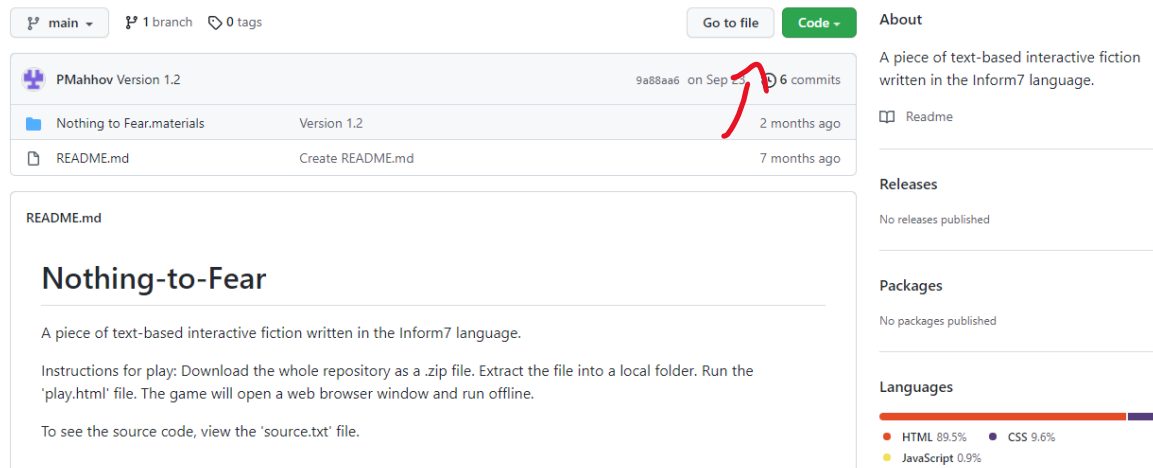 main
1 branch
0 tags
Go to file
Code
PMahhov Version 1.2
9a88aa6 on Sep 23
6 commits
Nothing to Fear.materials
Version 1.2
2 months ago
README.md
Create README.md
7 months ago
README.md
Nothing-to-Fear
A piece of text-based interactive fiction written in the Inform7 language.
Instructions for play: Download the whole repository as a .zip file. Extract the file into a local folder. Run the
'play.html' file. The game will open a web browser window and run offline.
To see the source code, view the 'source.txt' file.
About
A piece of text-based interactive fiction
written in the Inform7 language.
Readme
Releases
No releases published
Packages
No packages published
Languages
HTML 89.5%
CSS 9.6%
JavaScript 0.9%